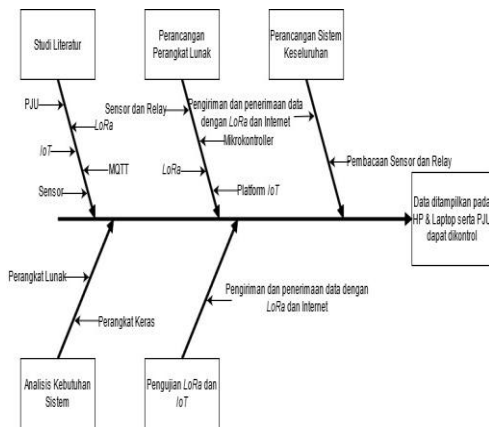 Studi Literatur
Perancangan
Perangkat Lunak
Perancangan Sistem
Keseluruhan
PJU
LoRa
IoT
MQTT
Sensor
Sensor dan Relay
Mikrokontroller
LoRa
Platform IoT
Pengiriman dan penerimaan data
dengan LoRa dan Internet
Pembacaan Sensor dan Relay
Data ditampilkan pada
HP & Laptop serta PJU
dapat dikontrol
Perangkat Lunak
Perangkat Keras
Pengiriman dan penerimaan data dengan
LoRa dan Internet
Analisis Kebutuhan
Sistem
Pengujian LoRa dan
IoT